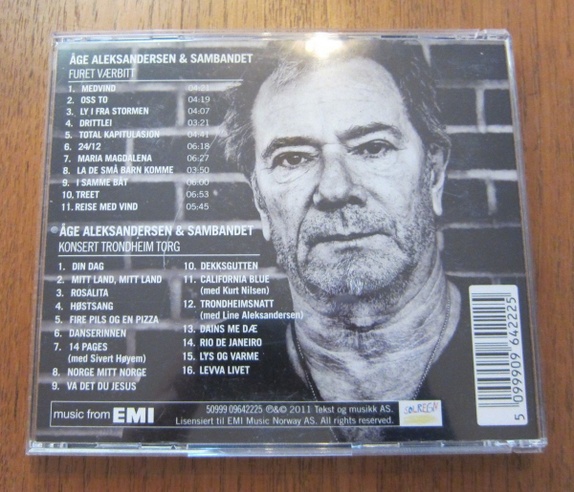 ÅGE ALEKSANDERSEN & SAMBANDET
FURET VÆRBITT
1. MEDVIND 04:21
2. OSS TO 04:19
3. LY I FRA STORMEN 04:07
4. DRITTLEI 03:21
5. TOTAL KAPITULASJON 04:41
6. 24/12 06:18
7. MARIA MAGDALENA 06:27
8. LA DE SMÅ BARN KOMME 03:50
9. I SAMME BÅT 06:00
10. TREET 06:53
11. REISE MED VIND 05:45
ÅGE ALEKSANDERSEN & SAMBANDET
KONSERT TRONDHEIM TORG
1. DIN DAG
2. MITT LAND, MITT LAND
3. ROSALITA
4. HØSTSANG
5. FIRE PILS OG EN PIZZA
6. DANSERINNEN
7. 14 PAGES
(med Sivert Høyem)
8. NORGE MITT NORGE
9. VA DET DU JESUS
10. DEKKSGUTTEN
11. CALIFORNIA BLUE
(med Kurt Nilsen)
12. TRONDHEIMSNATT
(med Line Aleksandersen)
13. DAINS ME DÆ
14. RIO DE JANEIRO
15. LYS OG VARME
16. LEVVA LIVET
music from EMI
50999 09642225 ℗&© 2011 Tekst og musikk AS.
Lisensiert til EMI Music Norway AS. All rights reserved.
SOLREGN
5 099909 642225